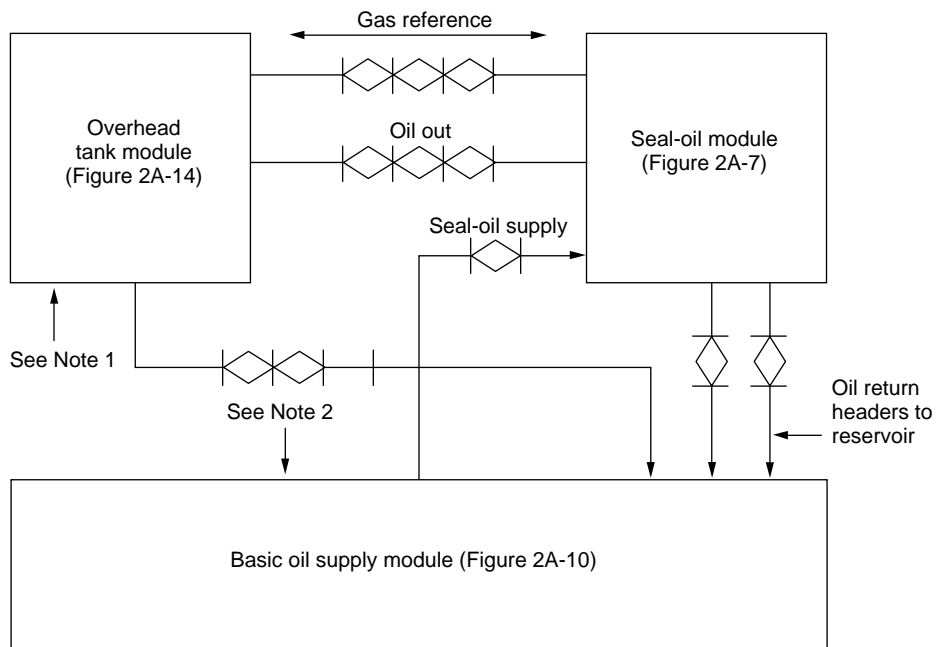 Gas reference
Overhead
tank module
(Figure 2A-14)
Oil out
Seal-oil module
(Figure 2A-7)
Seal-oil supply
See Note 1
See Note 2
Oil return
headers to
reservoir
Basic oil supply module (Figure 2A-10)